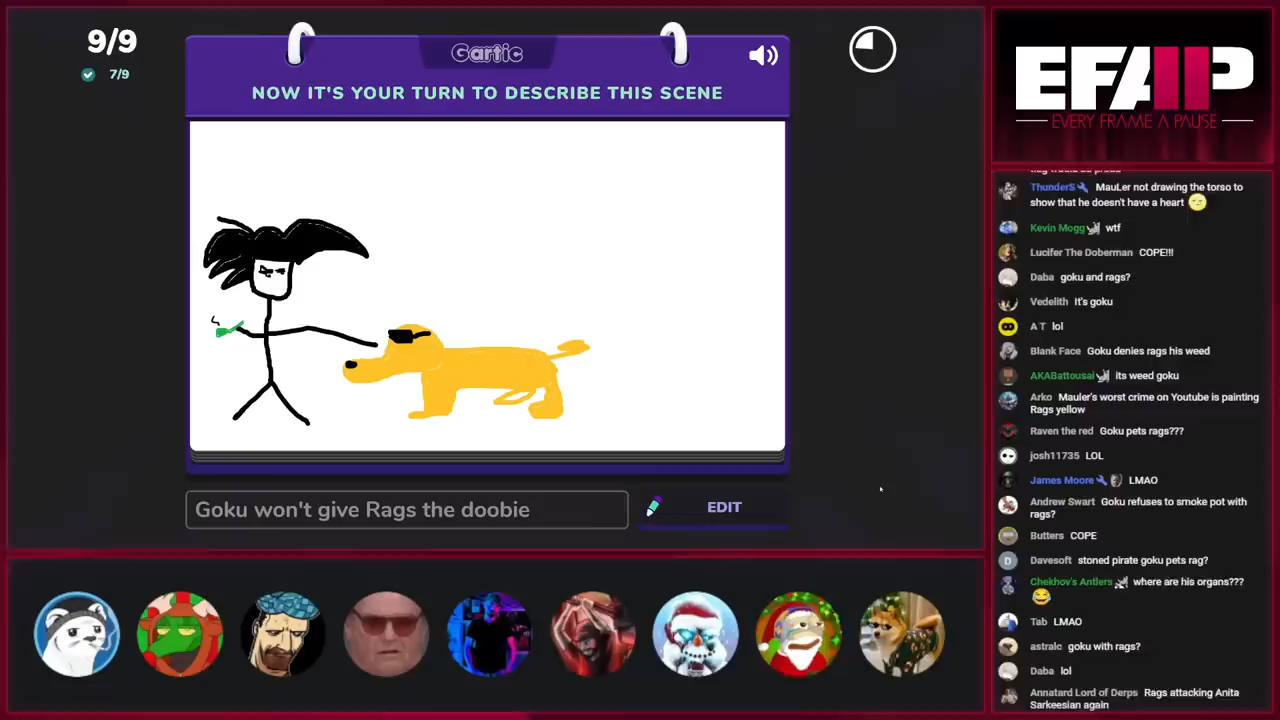 9/9
7/9
Gartic
NOW IT'S YOUR TURN TO DESCRIBE THIS SCENE
Goku won't give Rags the doobie
EDIT
EFAP
EVERY FRAME A PAUSE
ThunderS MauLer not drawing the torso to
show that he doesn't have a heart
Kevin Mogg wtf
Lucifer The Doberman COPE!!!
Daba goku and rags?
Vedelith It's goku
A T lol
Blank Face Goku denies rags his weed
AKABattousai its weed goku
Arko Mauler's worst crime on Youtube is painting
Rags yellow
Raven the red Goku pets rags???
josh11735 LOL
James Moore LMAO
Andrew Swart Goku refuses to smoke pot with
rags?
Butters COPE
D
Davesoft stoned pirate goku pets rag?
Chekhov's Antlers where are his organs???
Tab LMAO
astralc goku with rags?
Daba lol
Annatard Lord of Derps Rags attacking Anita
Sarkeesian again